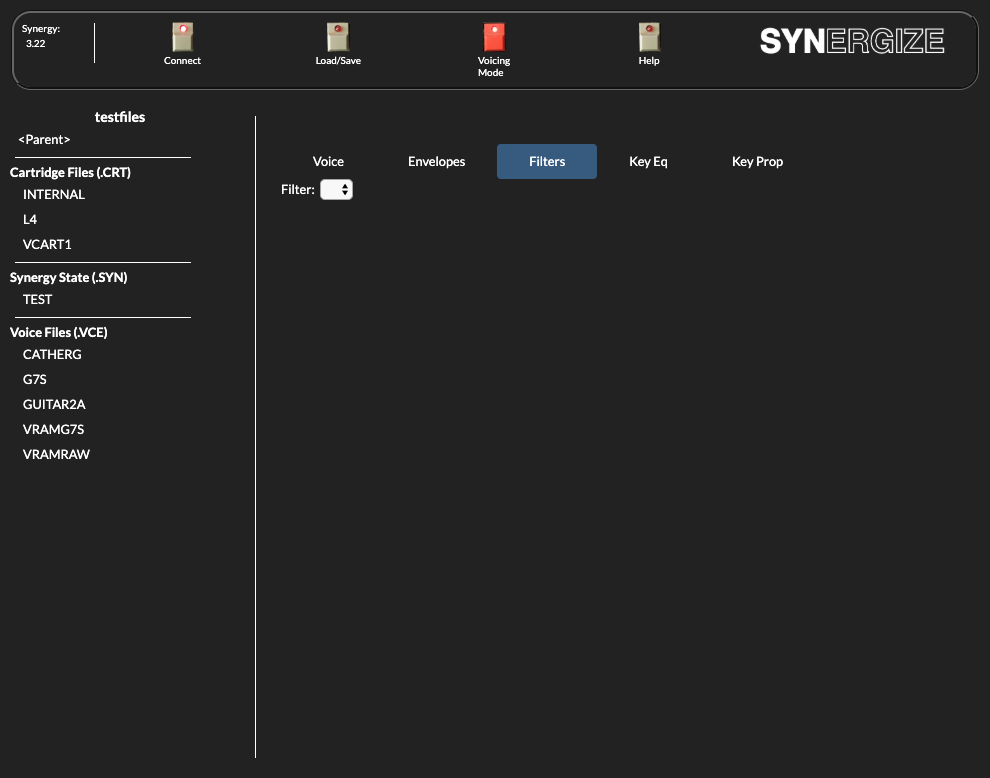 Synergy:
3.22
Connect
Load/Save
Voicing
Mode
Help
SYNERGIZE
testfiles
<Parent>
Cartridge Files (.CRT)
INTERNAL
L4
VCART1
Synergy State (.SYN)
TEST
Voice Files (.VCE)
CATHERG
G7S
GUITAR2A
VRAMG7S
VRAMRAW
Voice Envelopes Filters Key Eq Key Prop
Filter: